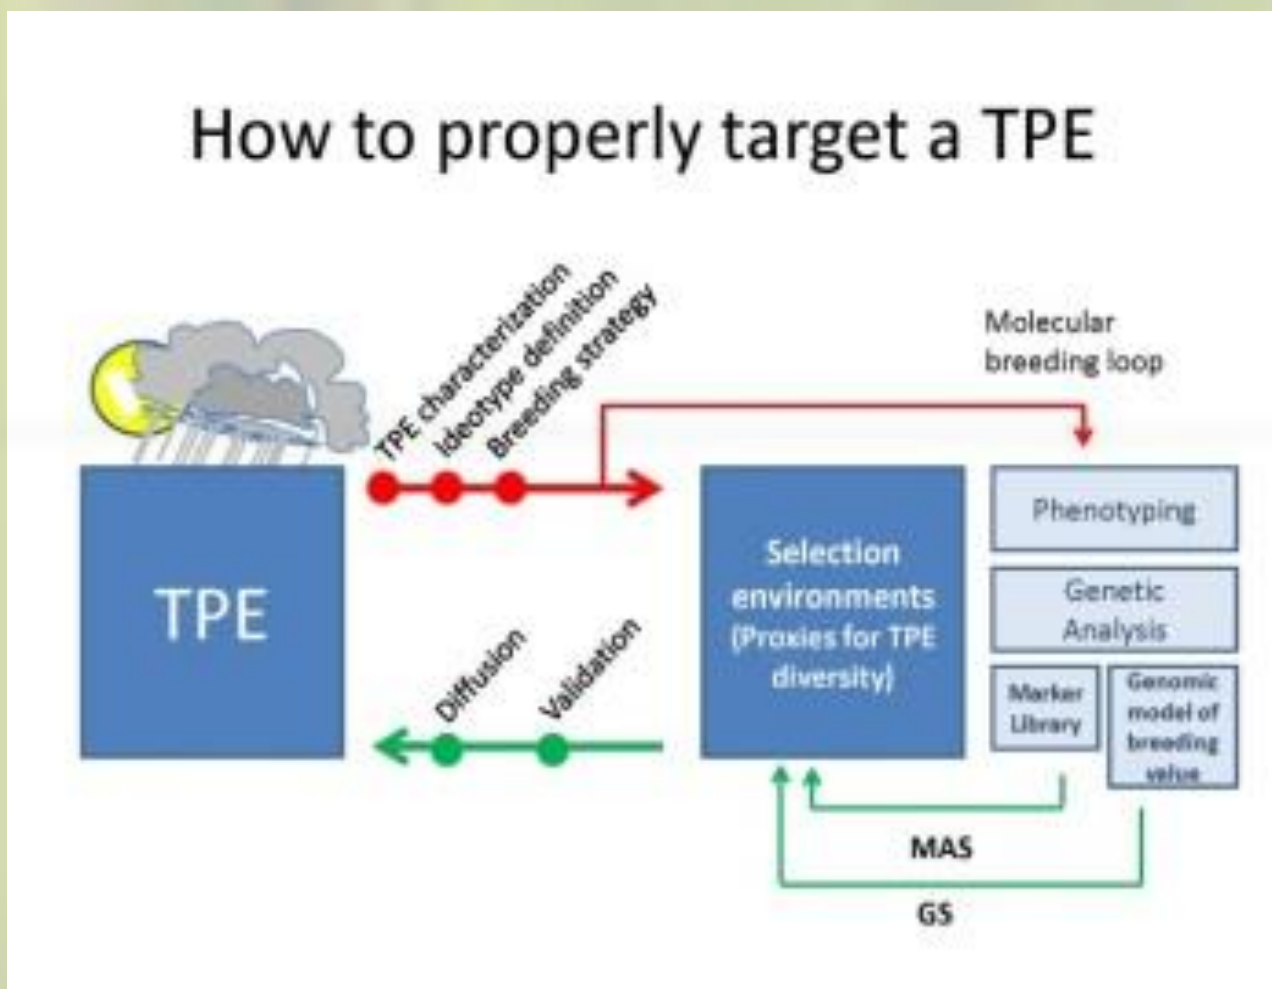 How to properly target a TPE
TPE characterization
Ideotype definition
Breeding strategy
Molecular
breeding loop
TPE
Selection
environments
(Proxies for TPE
diversity)
Phenotyping
Genetic
Analysis
Marker
Library
Genomic
model of
breeding
value
Diffusion
Validation
MAS
GS